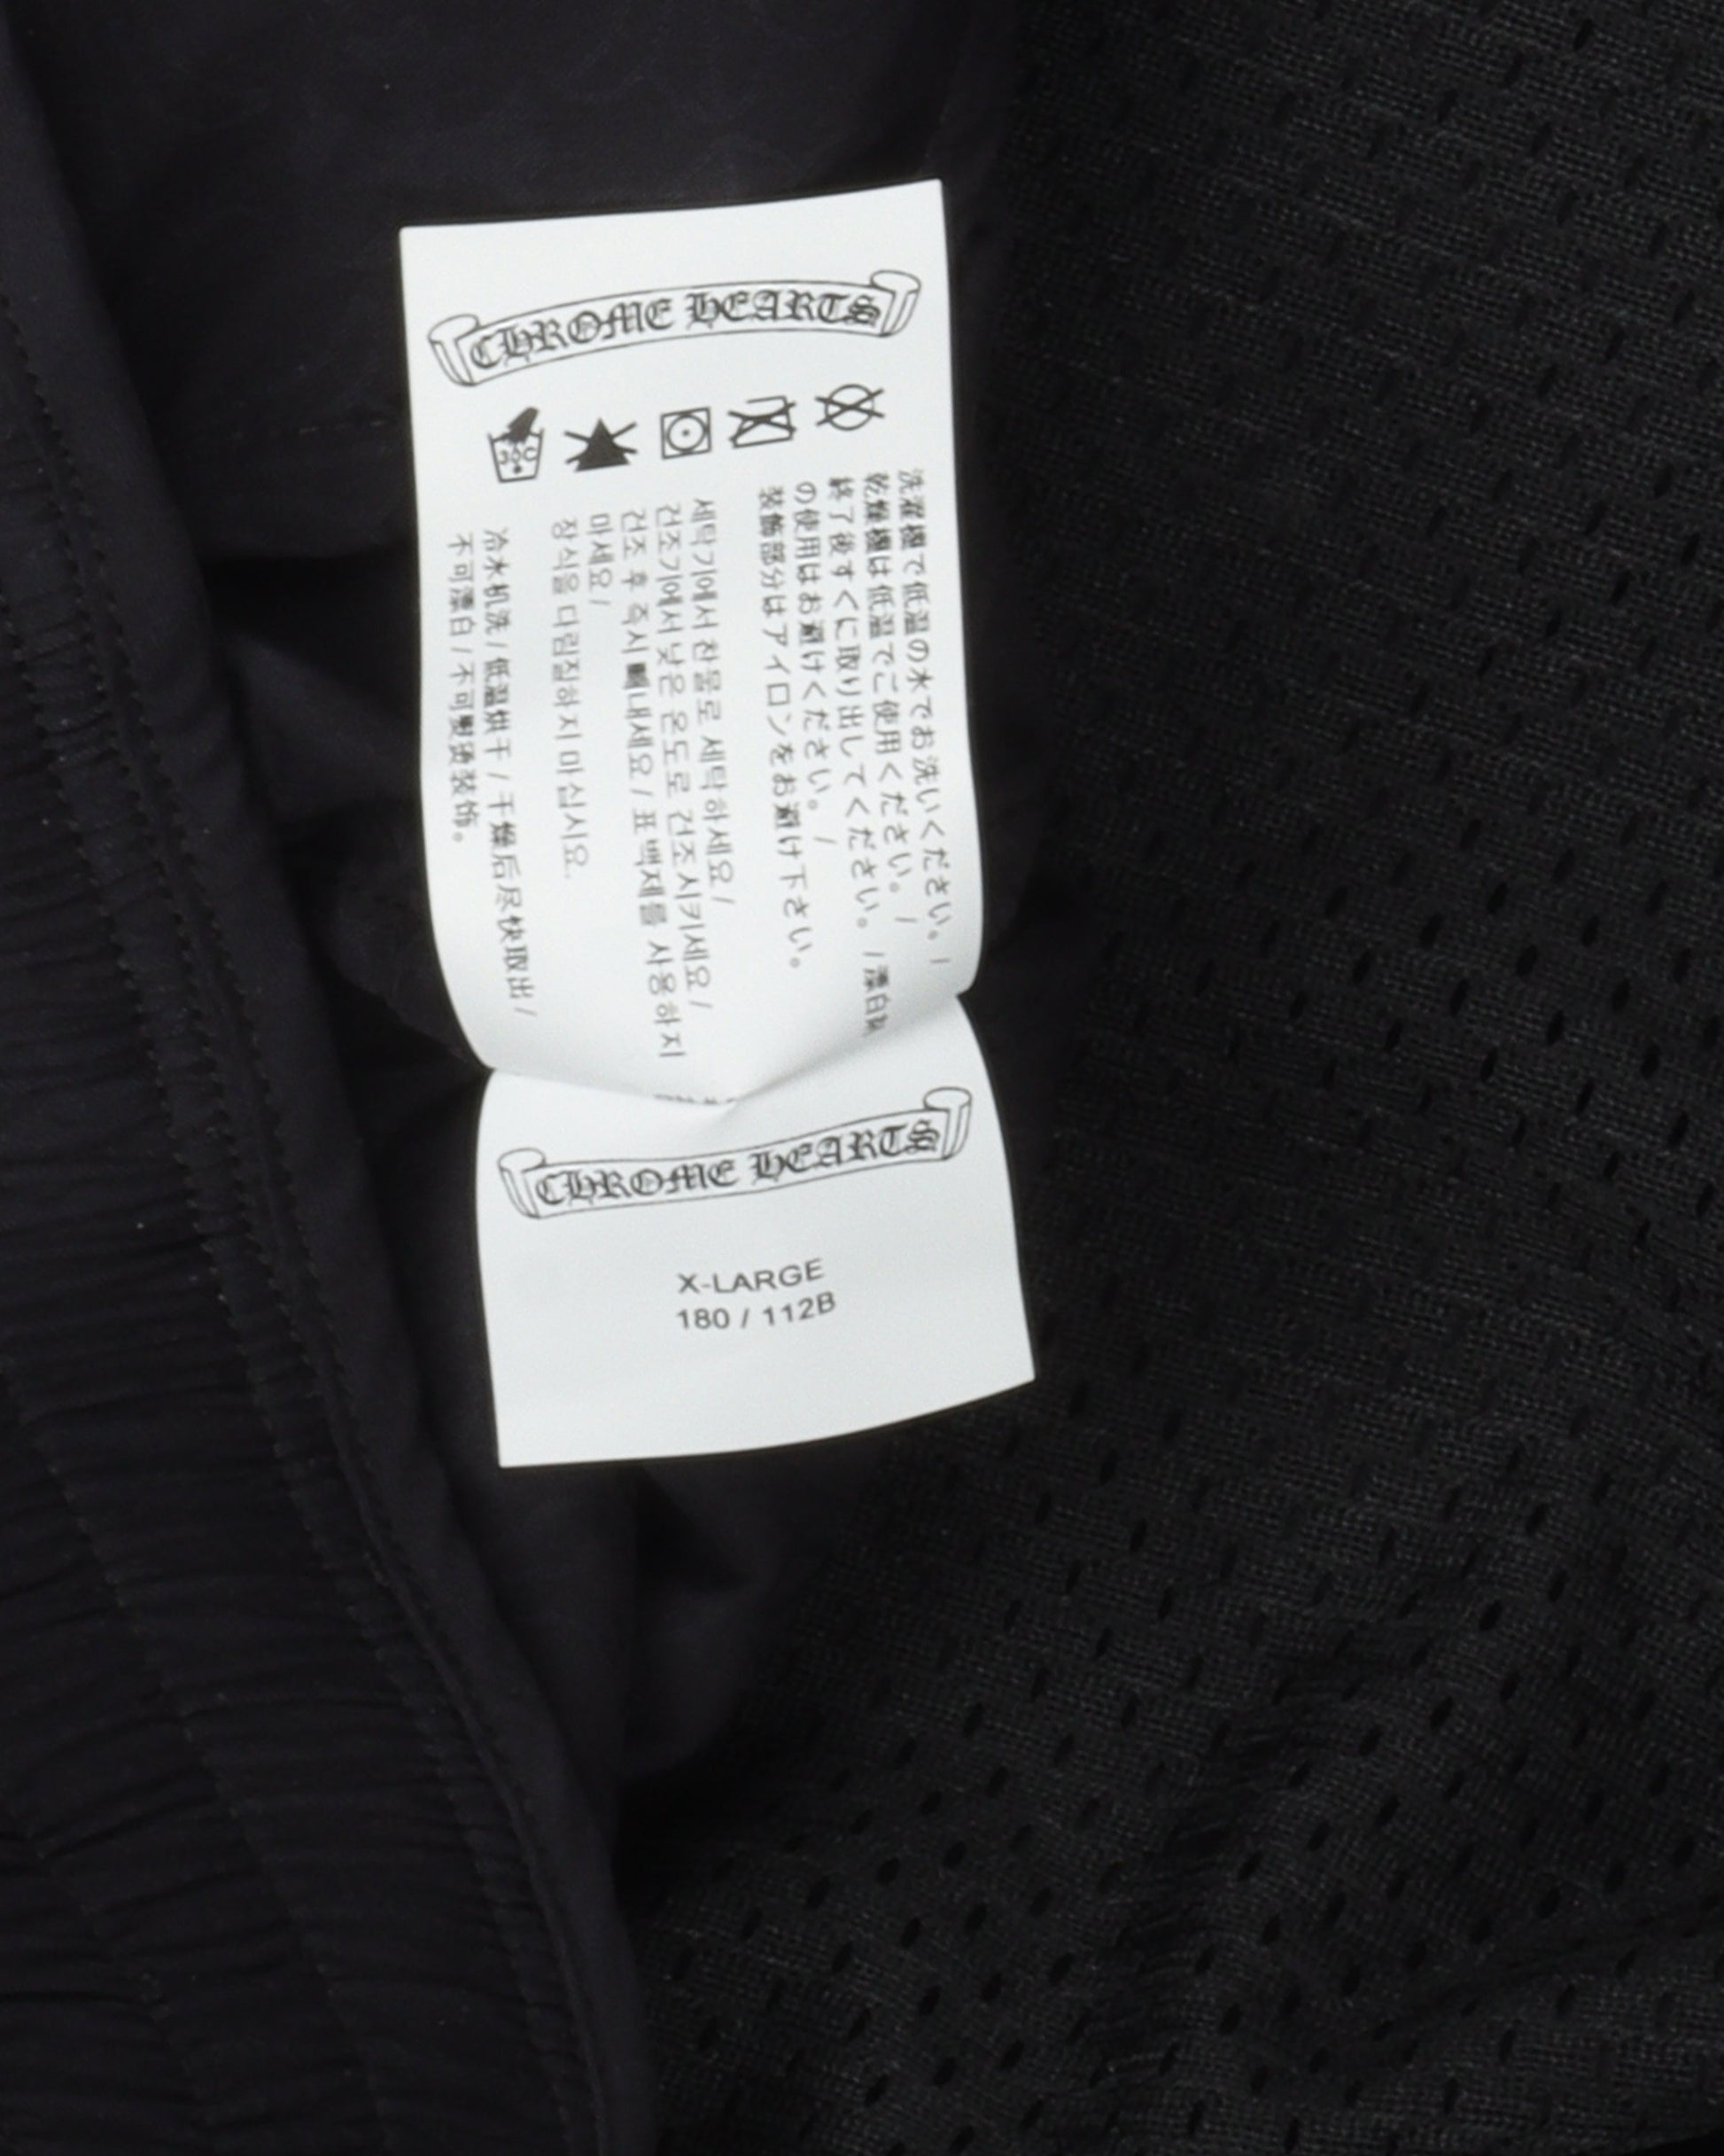 CHROME HEARTS
30C
洗濯機で低温の水でお洗いください。/
乾燥機は低温でご使用ください。/
終了後すぐに取り出してください。/漂白剤
の使用はお避けください。/
装飾部分はアイロンをお避け下さい。
세탁기에서 찬물로 세탁하세요/
건조기에서 낮은 온도로 건조시키세요/
건조 후 즉시 빼내세요/표백제를 사용하지
마세요/
장식을 다림질하지 마십시요.
冷水机洗/低温烘干/干燥后尽快取出/
不可漂白/不可熨烫装饰。
CHROME HEARTS
X-LARGE
180 / 112B